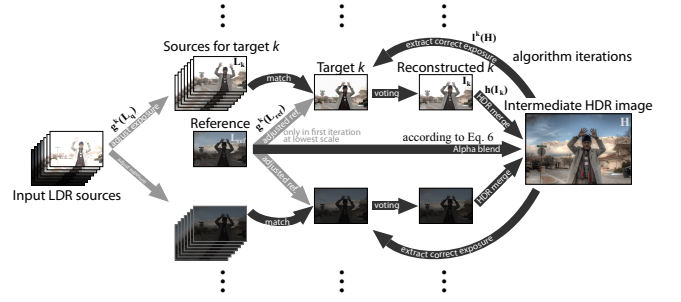 l^k(H)
extract correct exposure
algorithm iterations
Sources for target k
Target k
Reconstructed k
L_k
match
voting
I_k
h(I_k)
HDR merge
Intermediate HDR image
g^k(L_q)
adjust exposure
Reference
L_ref
g^k(L_ref)
adjusted ref.
only in first iteration
at lowest scale
according to Eq. 6
Alpha blend
H
Input LDR sources
adjusted ref.
match
voting
HDR merge
extract correct exposure